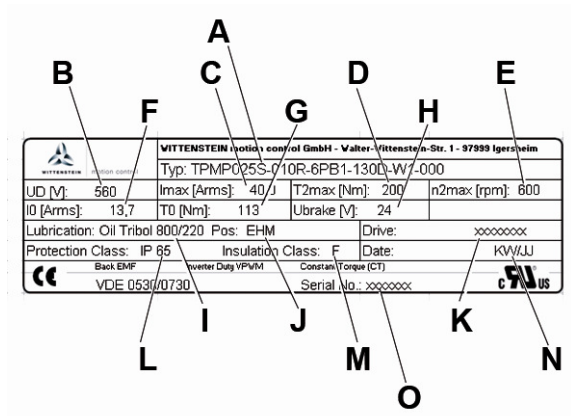 A
B C D E
F G H
WITTENSTEIN motion control GmbH - Walter-Wittenstein-Str. 1 - 97999 Igersheim
WITTENSTEIN motion control
Typ: TPMP025S-010R-6PB1-130D-W1-000
UD [V]: 560 Imax [Arms]: 40,0 T2max [Nm]: 200 n2max [rpm]: 600
I0 [Arms]: 13,7 T0 [Nm]: 113 Ubrake [V]: 24
Lubrication: Oil Tribol 800/220 Pos: EHM Drive: xxxxxxxx
Protection Class: IP 65 Insulation Class: F Date: KW/JJ
Back EMF Inverter Duty VPWM Constant Torque (CT)
CE VDE 0530/0730 Serial No.: xxxxxxx c RU US
I J K
L M N
O